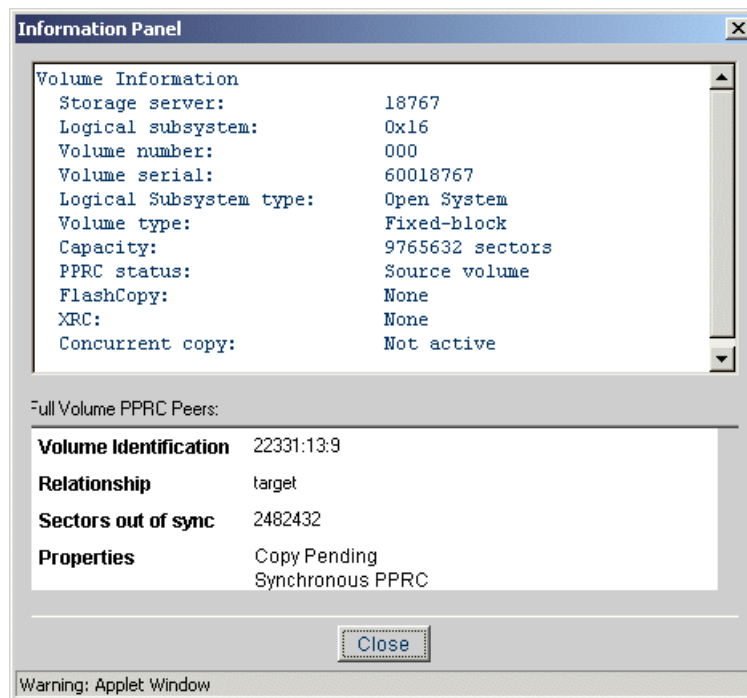 Information Panel
Volume Information
Storage server: 18767
Logical subsystem: 0x16
Volume number: 000
Volume serial: 60018767
Logical Subsystem type: Open System
Volume type: Fixed-block
Capacity: 9765632 sectors
PPRC status: Source volume
FlashCopy: None
XRC: None
Concurrent copy: Not active
Full Volume PPRC Peers:
Volume Identification 22331:13:9
Relationship target
Sectors out of sync 2482432
Properties Copy Pending
Synchronous PPRC
Close
Warning: Applet Window